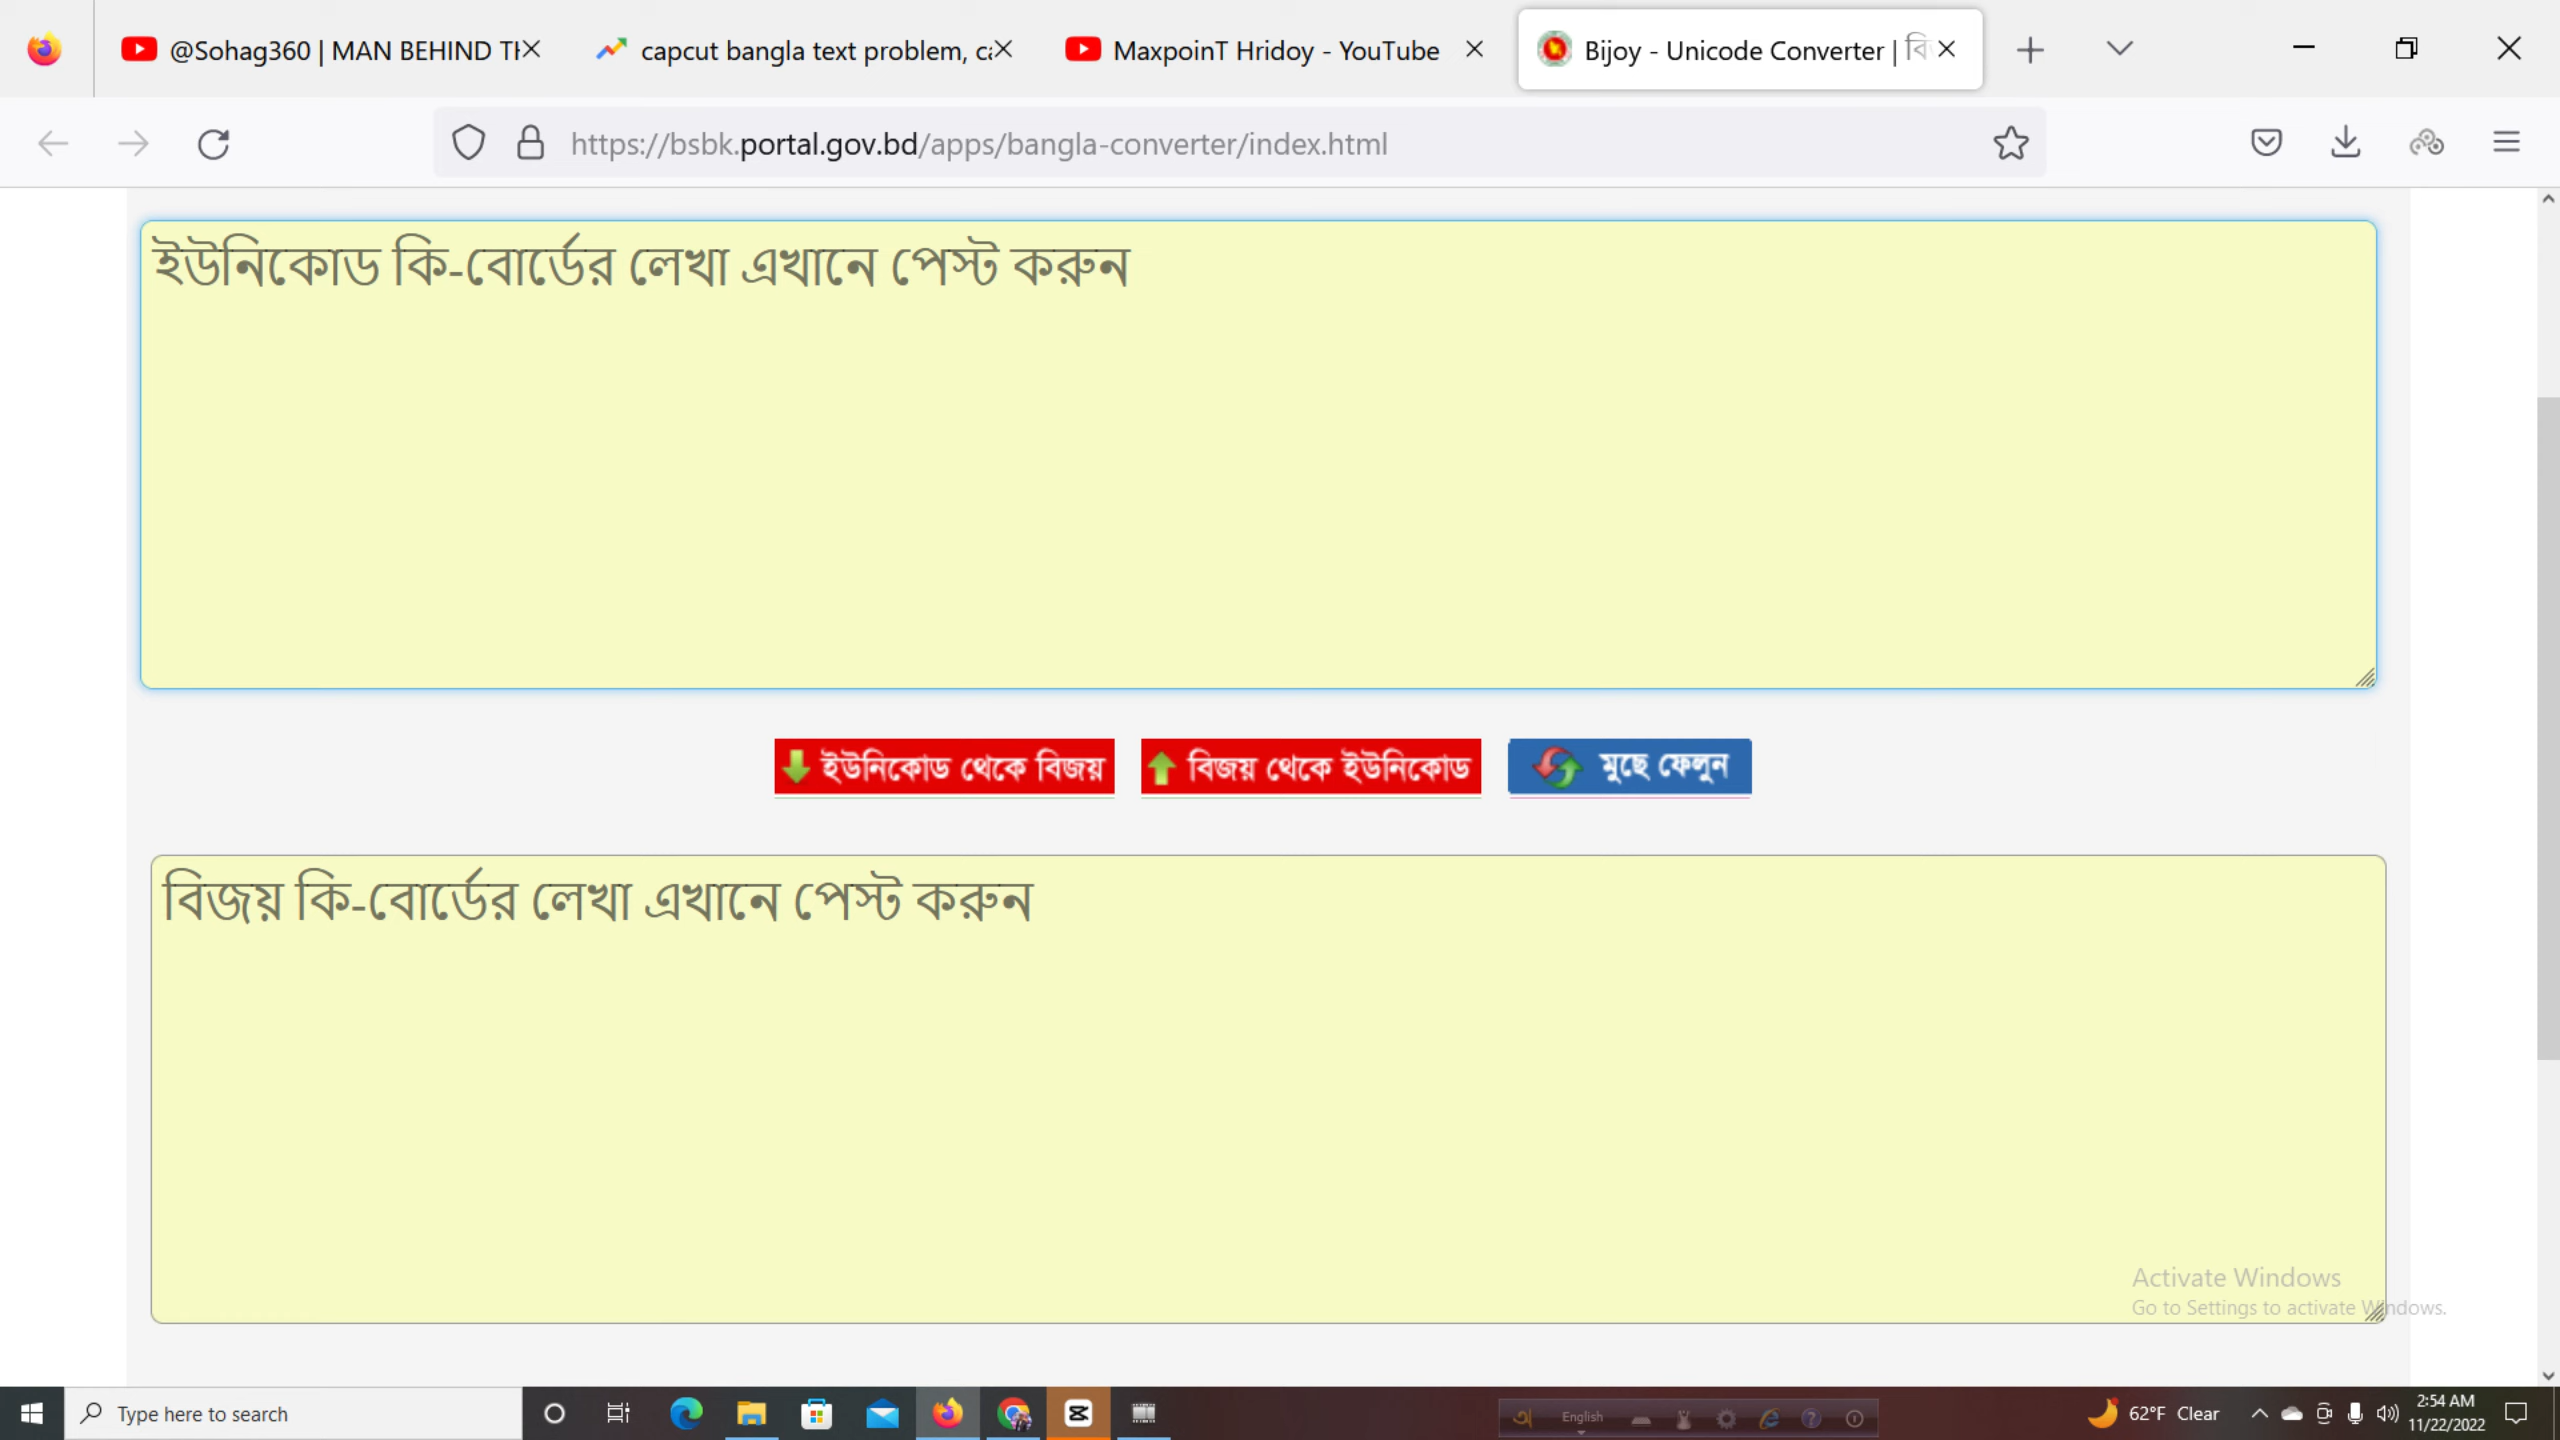 @Sohag360 | MAN BEHIND TH
capcut bangla text problem, ca
MaxpoinT Hridoy - YouTube
Bijoy - Unicode Converter | বি
https://bsbk.portal.gov.bd/apps/bangla-converter/index.html
ইউনিকোড কি-বোর্ডের লেখা এখানে পেস্ট করুন
ইউনিকোড থেকে বিজয়
বিজয় থেকে ইউনিকোড
মুছে ফেলুন
বিজয় কি-বোর্ডের লেখা এখানে পেস্ট করুন
Activate Windows
Go to Settings to activate Windows.
Type here to search
অ
English
62°F Clear
2:54 AM
11/22/2022